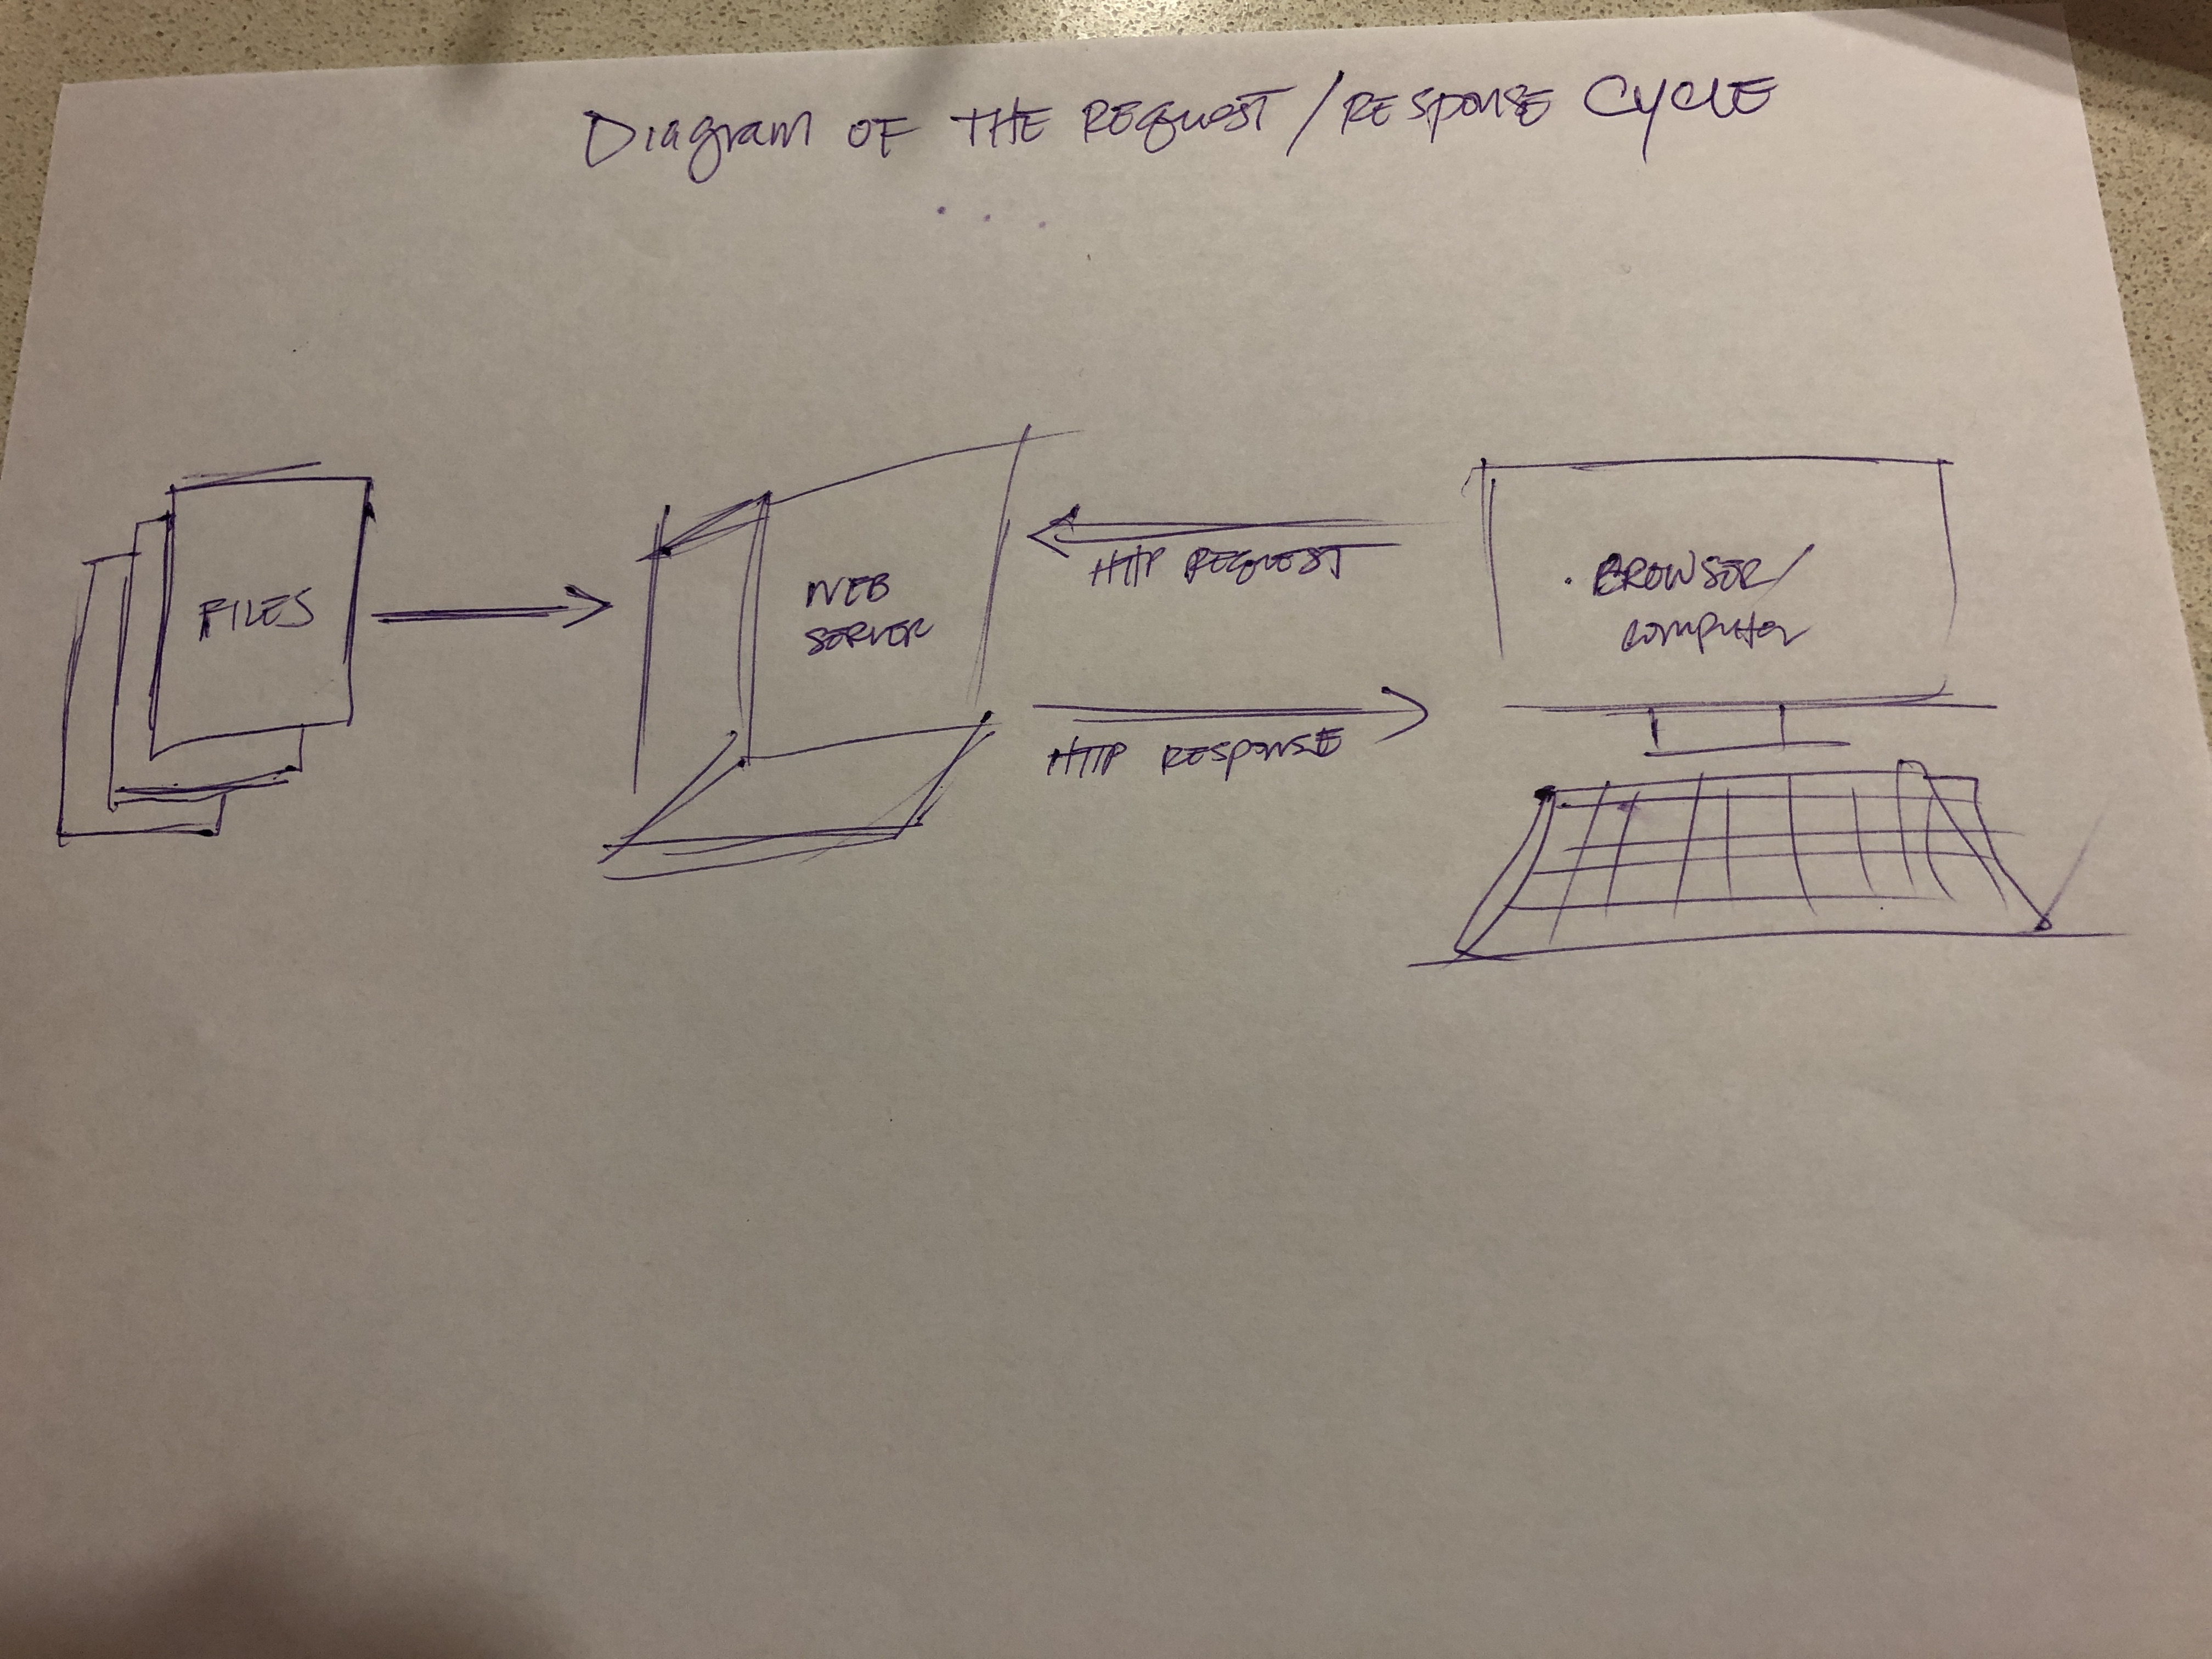 Diagram OF THE REQUEST / RESPONSE CYCLE
FILES
WEB
SERVER
HTTP REQUEST
HTTP RESPONSE
BROWSER/
COMPUTER